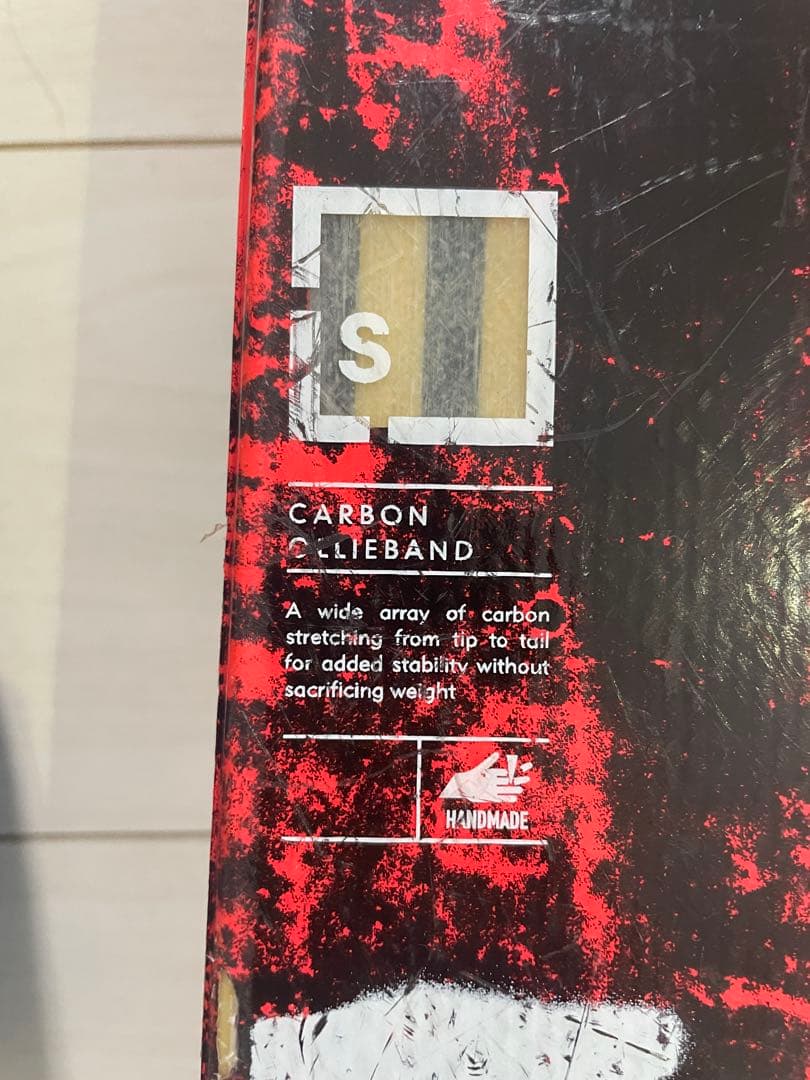 S
CARBON
OLLIEBAND
A wide array of carbon
stretching from tip to tail
for added stability without
sacrificing weight
HANDMADE